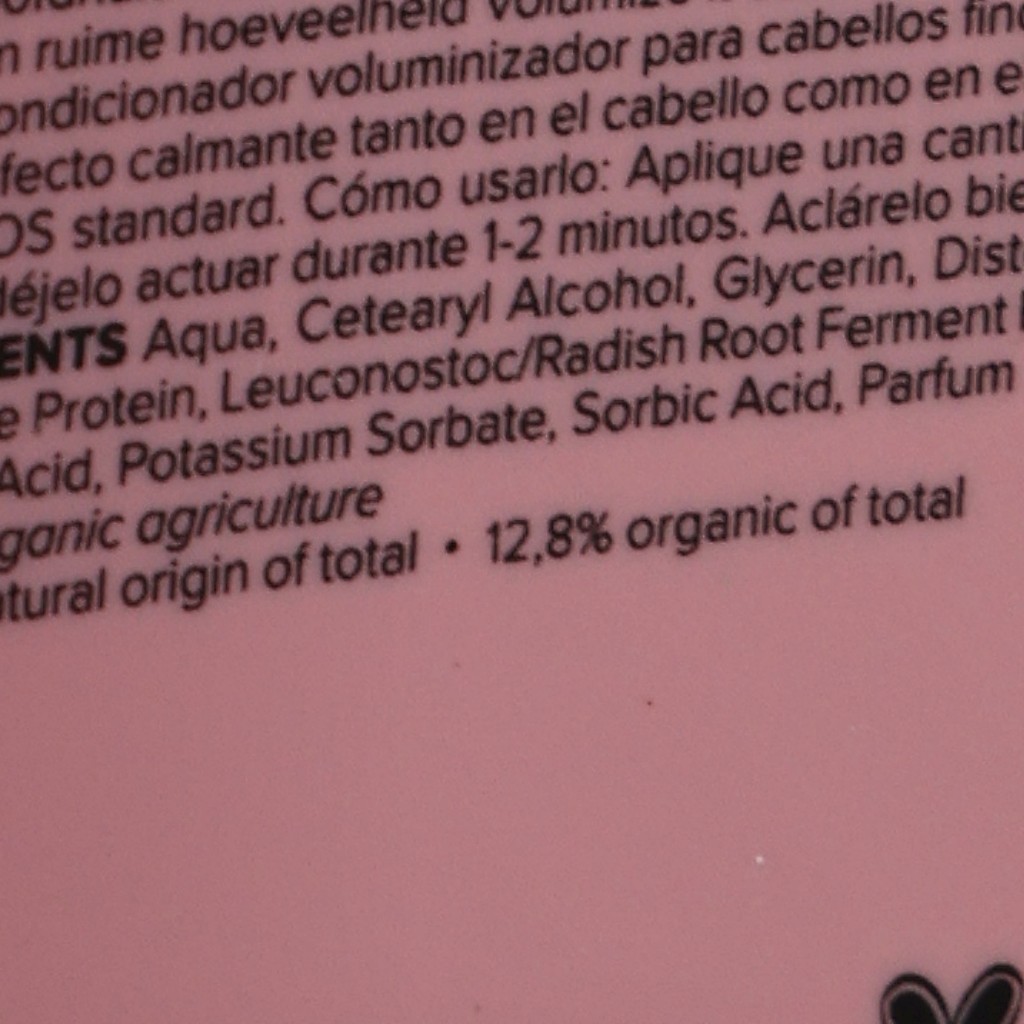 n ruime hoeveelheid
ondicionador voluminizador para cabellos fin
fecto calmante tanto en el cabello como en e
OS standard. Cómo usarlo: Aplique una cant
déjelo actuar durante 1-2 minutos. Aclárelo bie
ENTS Aqua, Cetearyl Alcohol, Glycerin, Dist
e Protein, Leuconostoc/Radish Root Ferment
Acid, Potassium Sorbate, Sorbic Acid, Parfum
ganic agriculture
tural origin of total • 12,8% organic of total